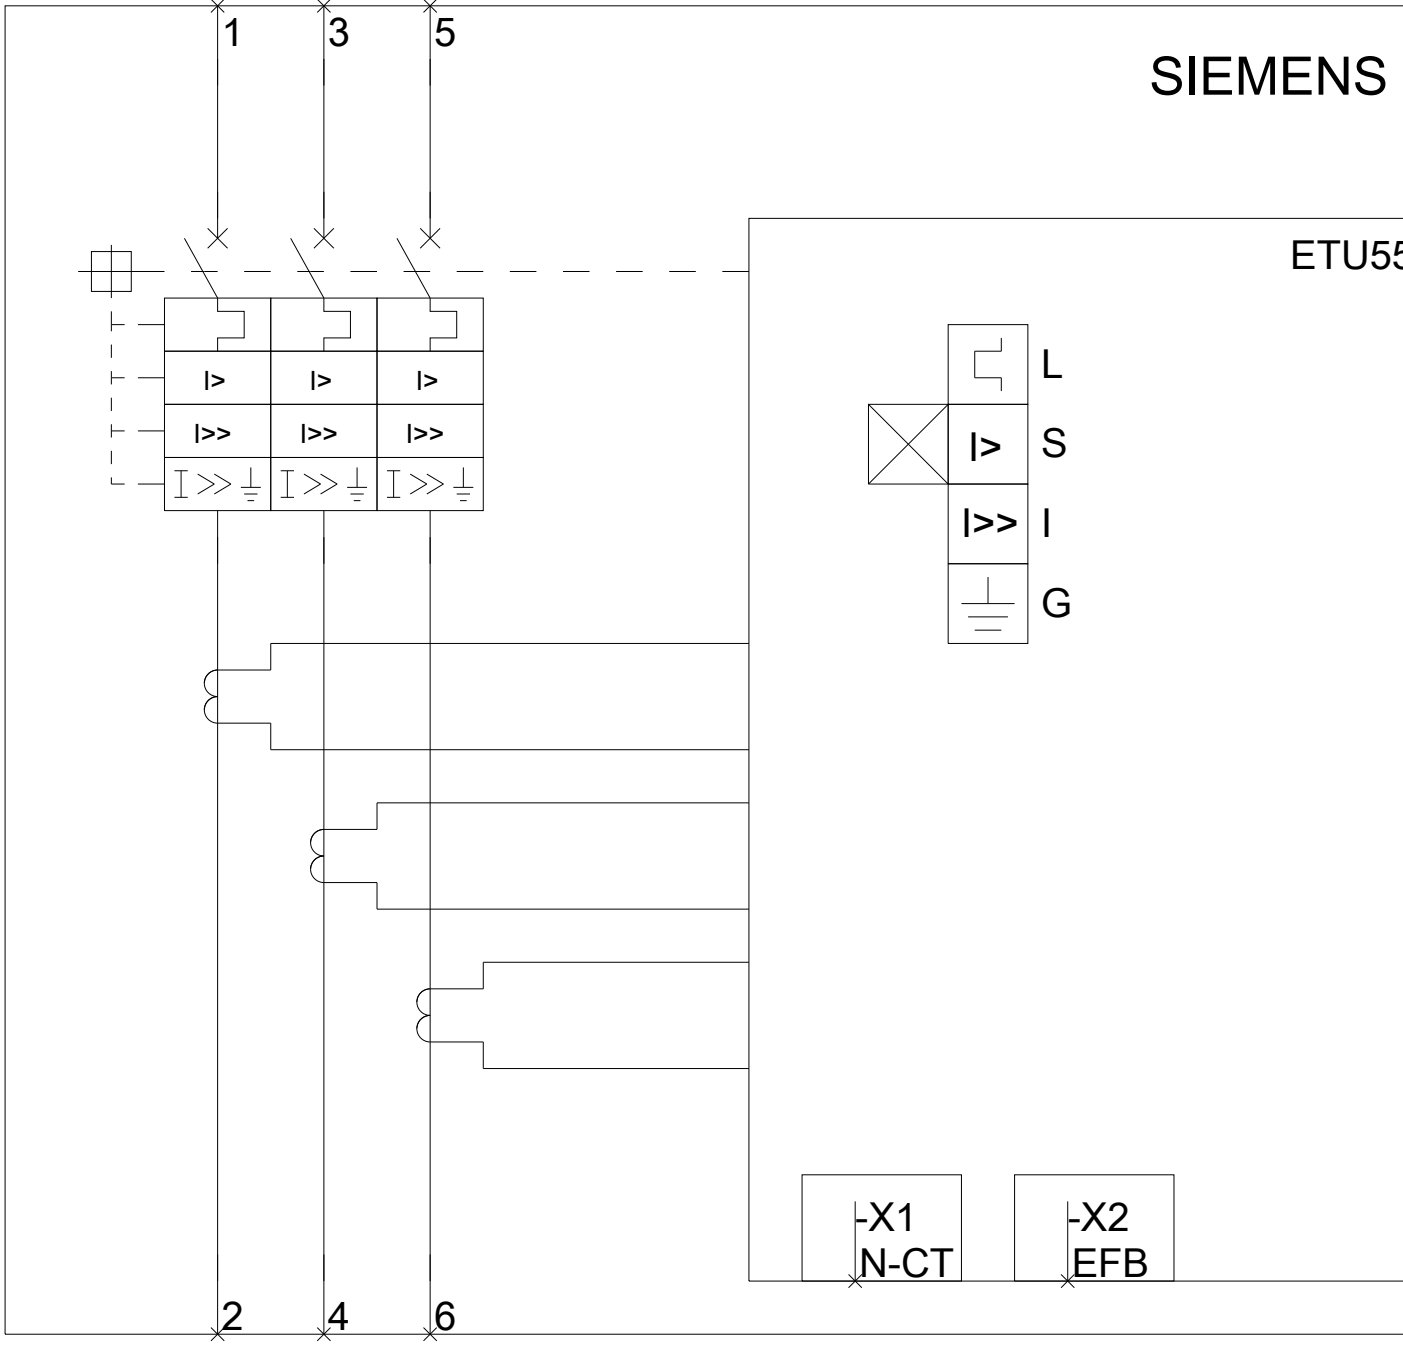 1 3 5
SIEMENS
ETU55
I> I> I>
I>> I>> I>>
I>> I>> I>>
L
I> S
I>> I
G
-X1
N-CT
-X2
EFB
2 4 6